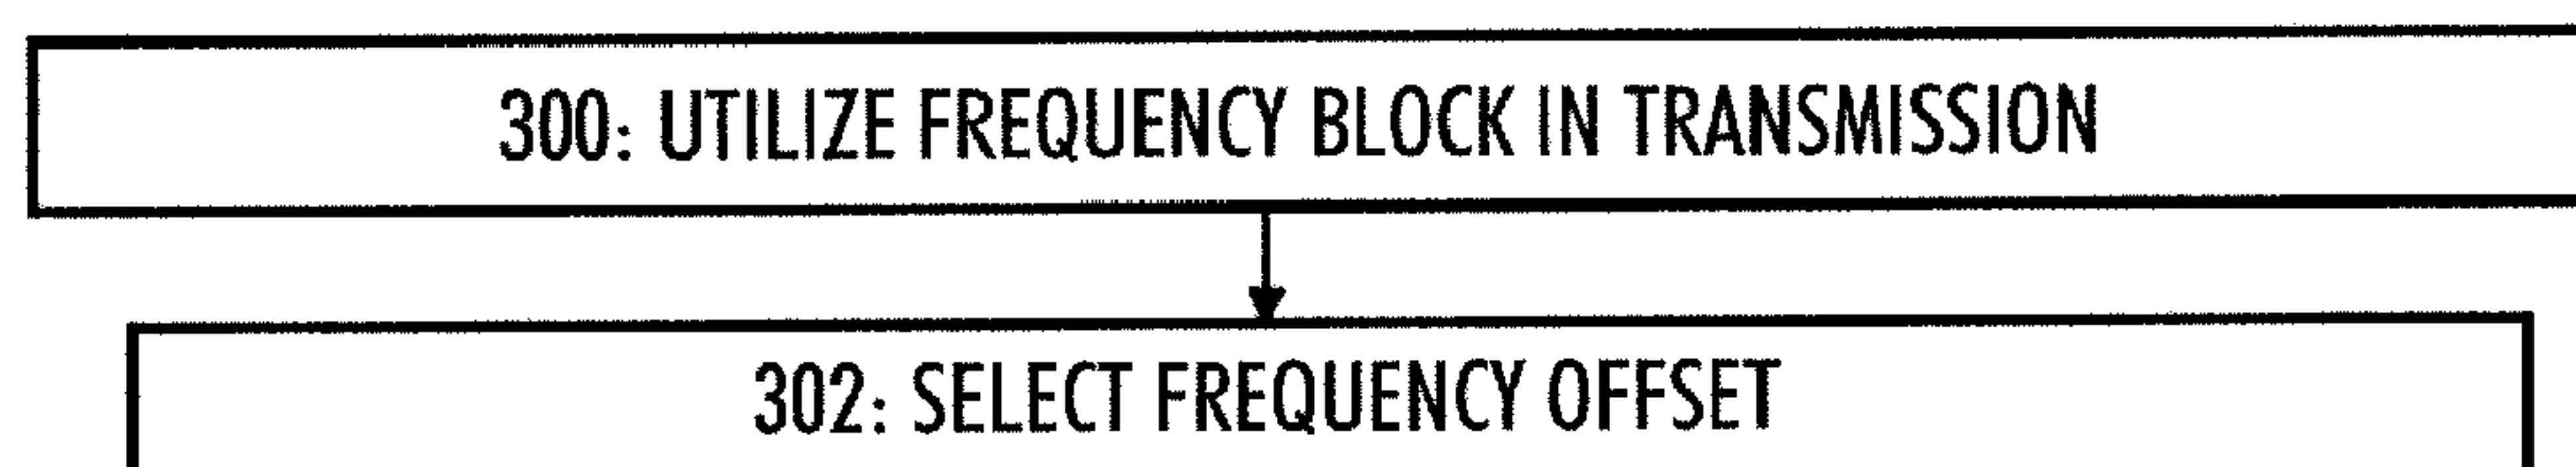 300: UTILIZE FREQUENCY BLOCK IN TRANSMISSION
302: SELECT FREQUENCY OFFSET